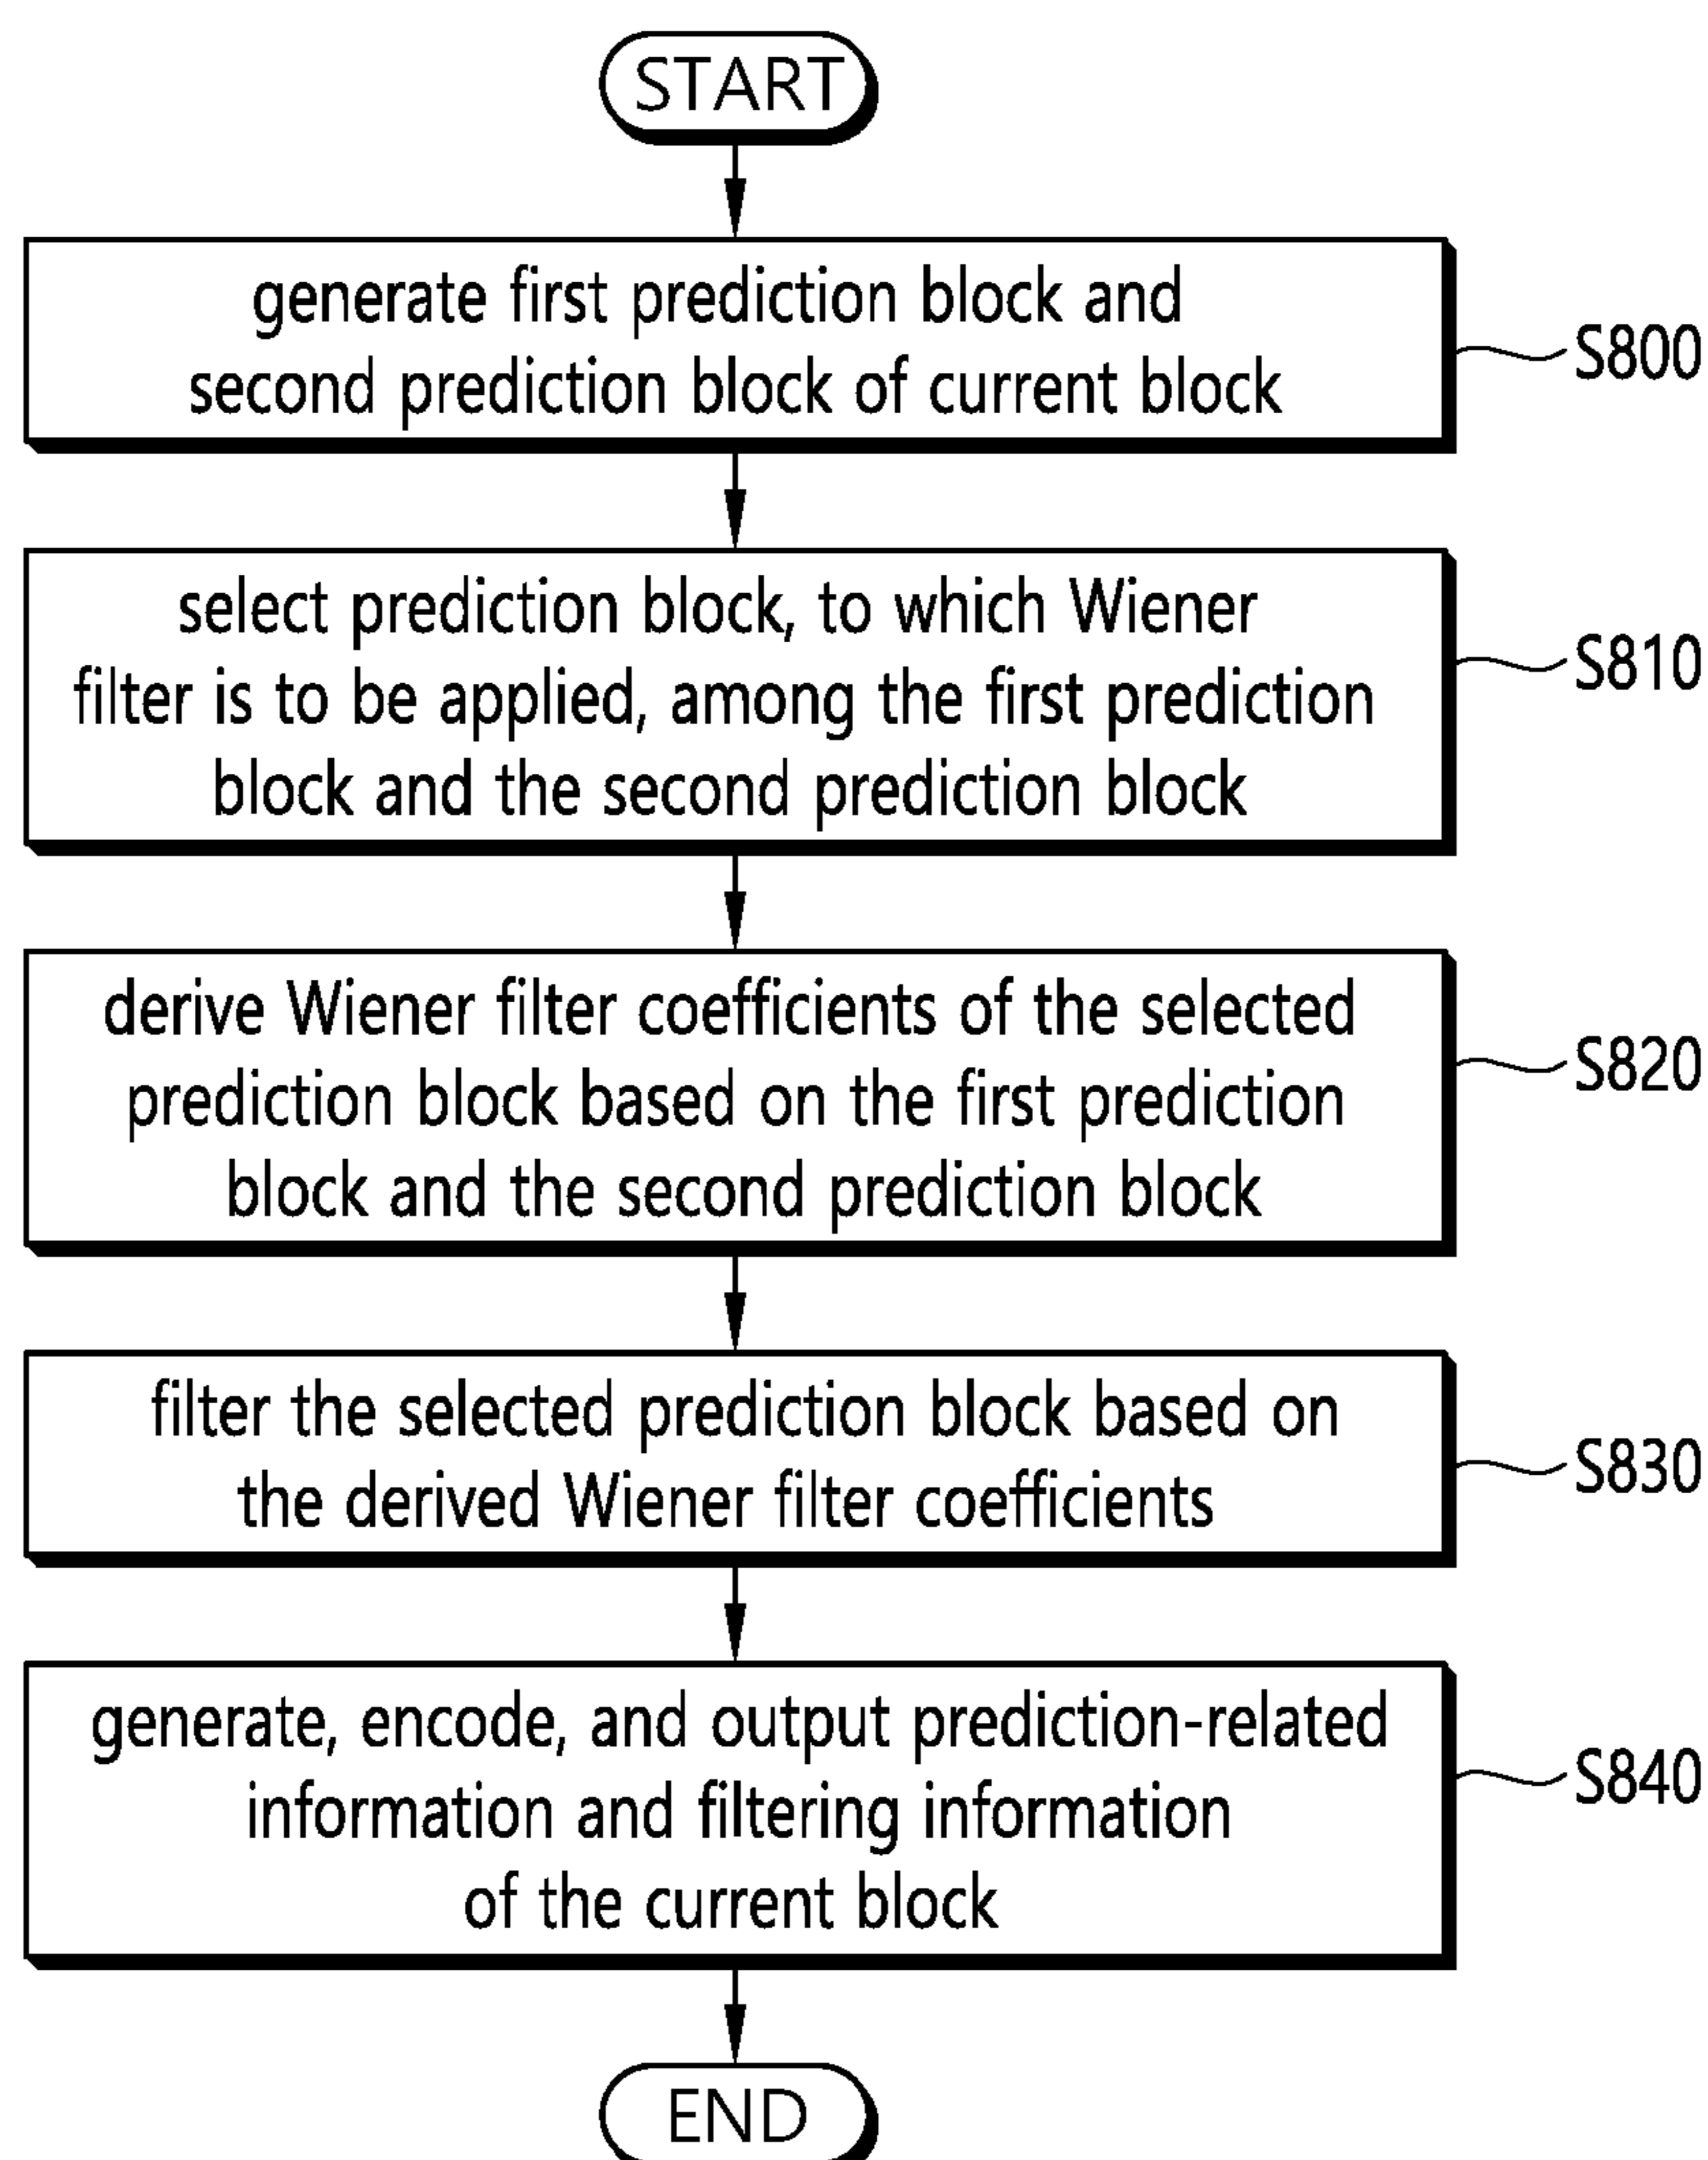 START
generate first prediction block and
second prediction block of current block
S800
select prediction block, to which Wiener
filter is to be applied, among the first prediction
block and the second prediction block
S810
derive Wiener filter coefficients of the selected
prediction block based on the first prediction
block and the second prediction block
S820
filter the selected prediction block based on
the derived Wiener filter coefficients
S830
generate, encode, and output prediction-related
information and filtering information
of the current block
S840
END